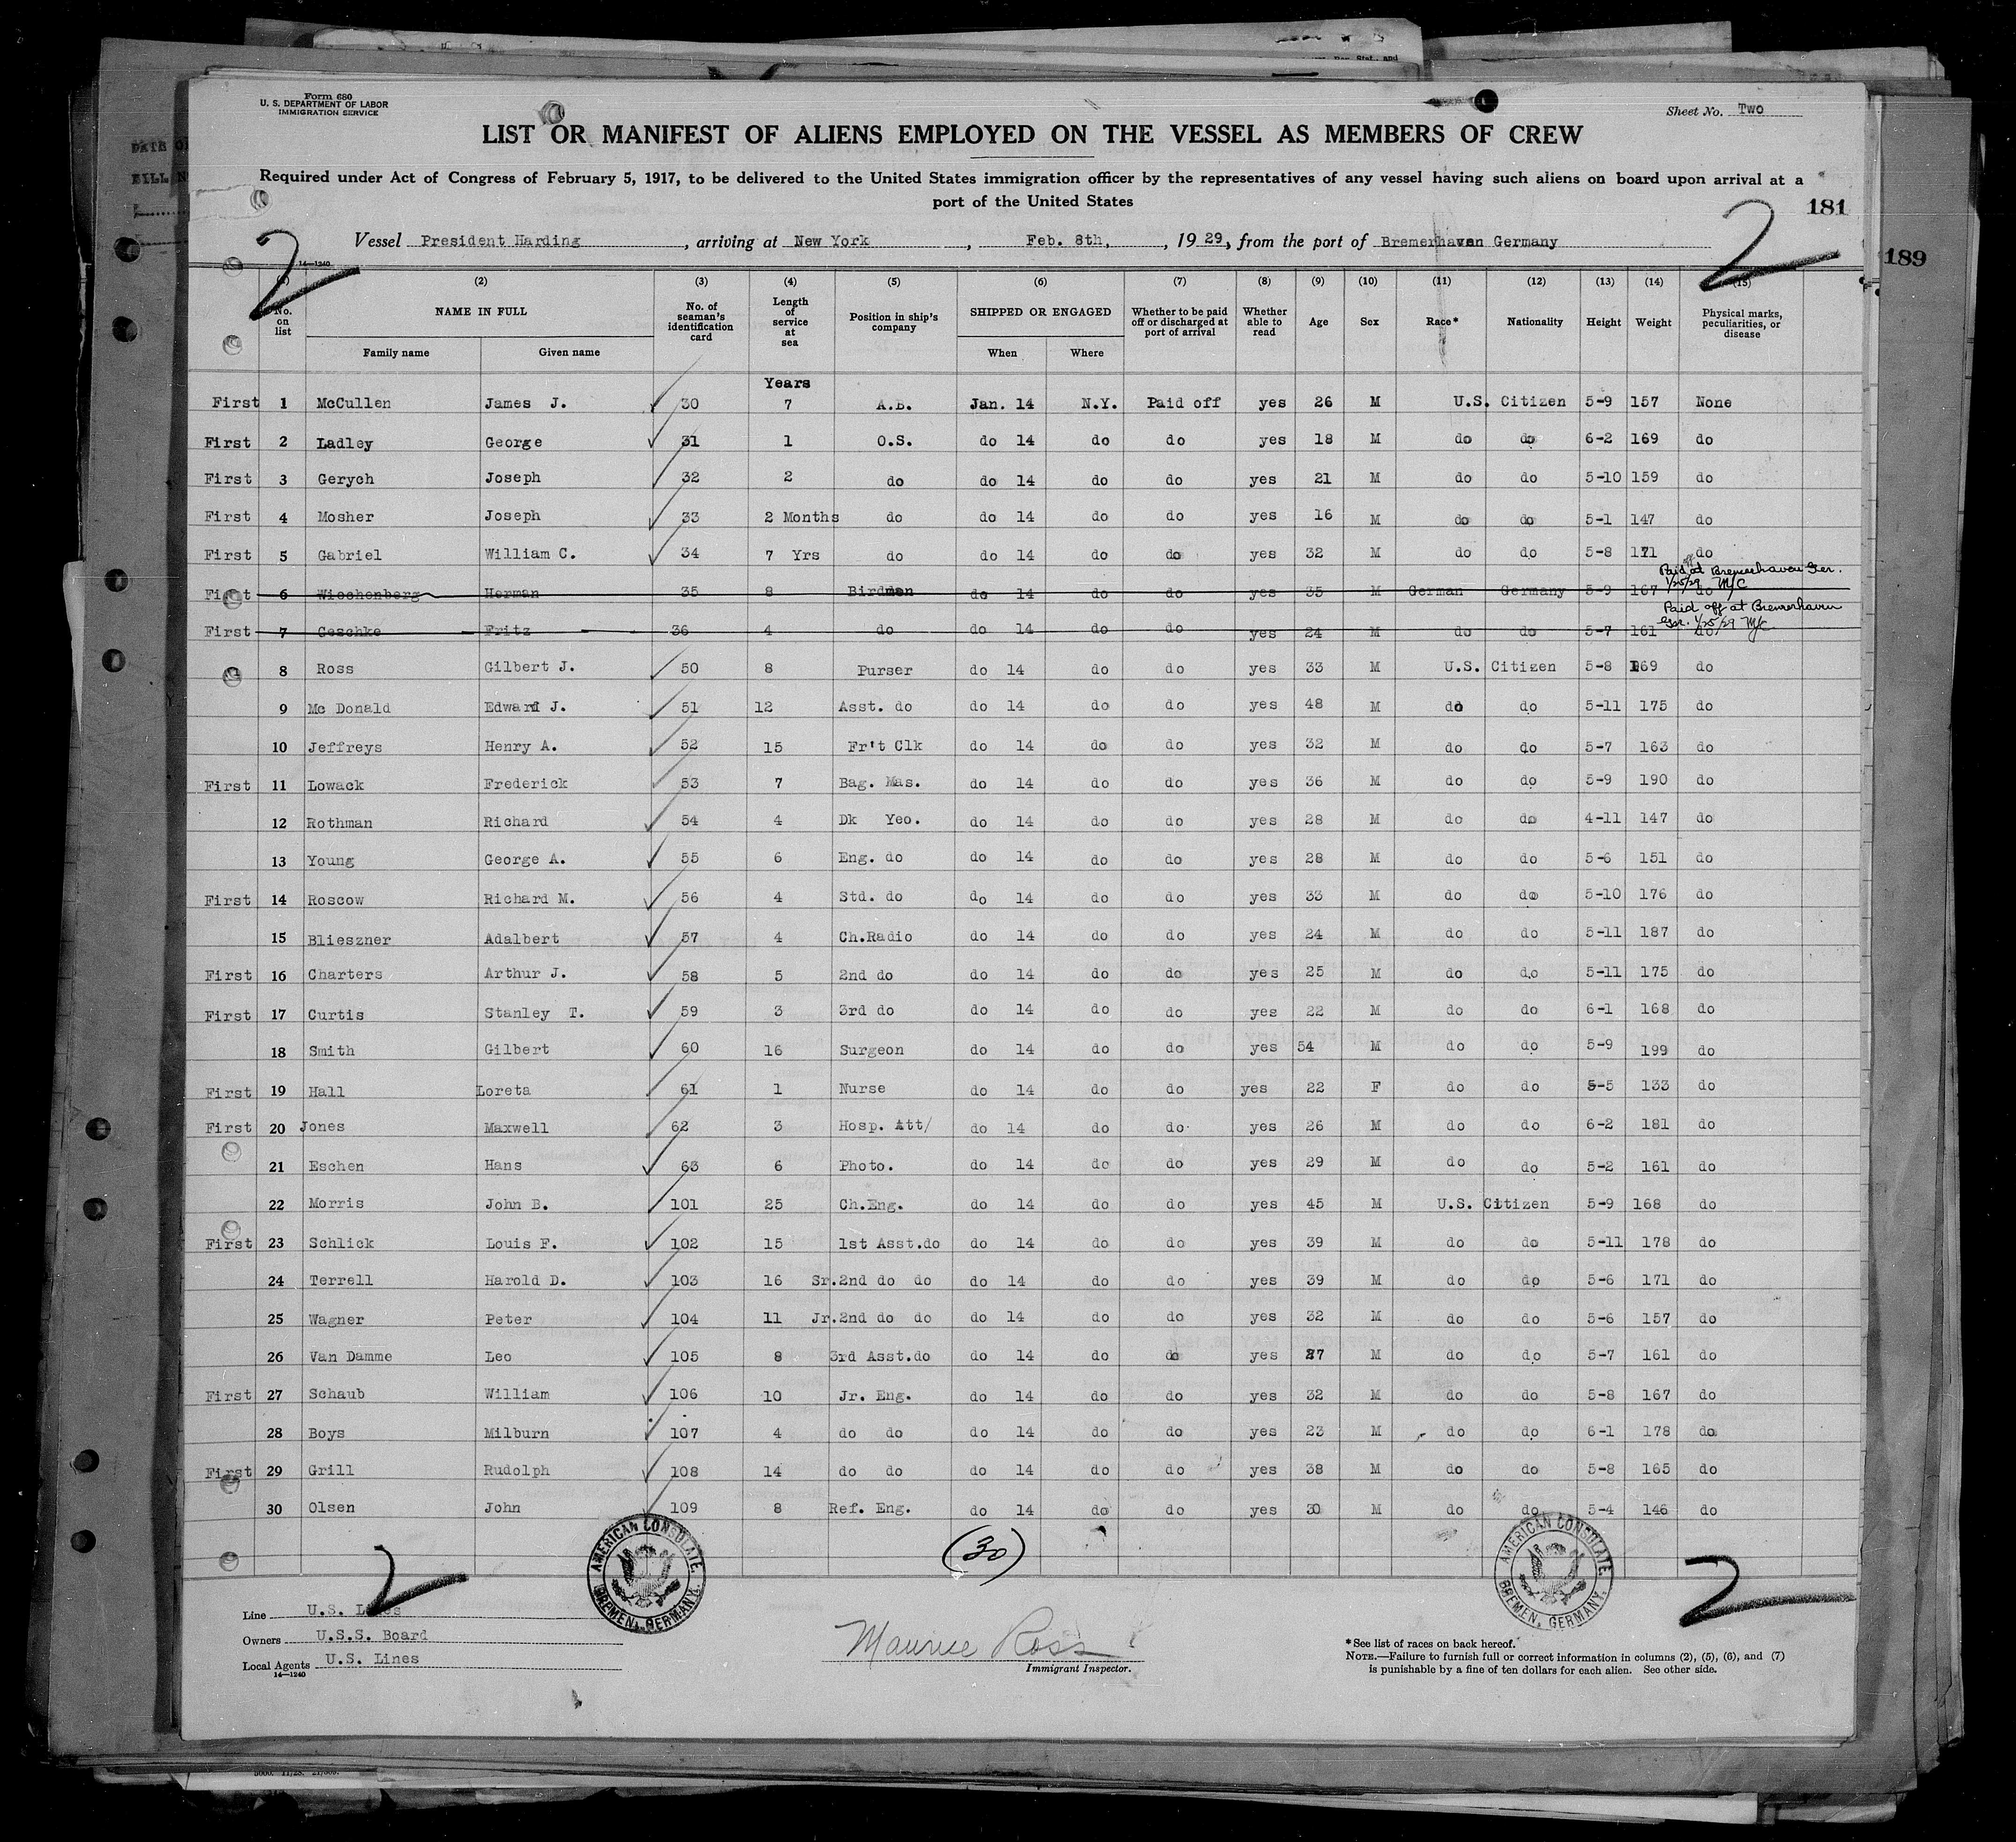 Form 680
U. S. DEPARTMENT OF LABOR
IMMIGRATION SERVICE
Sheet No. Two
LIST OR MANIFEST OF ALIENS EMPLOYED ON THE VESSEL AS MEMBERS OF CREW
Required under Act of Congress of February 5, 1917, to be delivered to the United States immigration officer by the representatives of any vessel having such aliens on board upon arrival at a
port of the United States
181
189
2 2
Vessel President Harding, arriving at New York, Feb. 8th, 1929, from the port of Bremerhaven Germany
14—1240
(2) (3) (4) (5) (6) (7) (8) (9) (10) (11) (12) (13) (14) (15)
No. on list NAME IN FULL No. of seaman's identification card Length of service at sea Position in ship's company SHIPPED OR ENGAGED Whether to be paid off or discharged at port of arrival Whether able to read Age Sex Race* Nationality Height Weight Physical marks, peculiarities, or disease
Family name Given name When Where
Years
First 1 McCullen James J. 30 7 A.B. Jan. 14 N.Y. Paid off yes 26 M U.S. Citizen 5-9 157 None
First 2 Ladley George 31 1 O.S. do 14 do do yes 18 M do do 6-2 169 do
First 3 Gerych Joseph 32 2 do do 14 do do yes 21 M do do 5-10 159 do
First 4 Mosher Joseph 33 2 Months do do 14 do do yes 16 M do do 5-1 147 do
First 5 Gabriel William C. 34 7 Yrs do do 14 do do yes 32 M do do 5-8 171 do
Paid off at Bremerhaven Ger.
1/25/29 M/C
First 6 Wischenberg Herman 35 8 Birdman do 14 do do yes 35 M German Germany 5-9 167 do
Paid off at Bremerhaven
Ger. 1/25/29 M/C
First 7 Geschke Fritz 36 4 do do 14 do do yes 24 M do do 5-7 161 do
8 Ross Gilbert J. 50 8 Purser do 14 do do yes 33 M U.S. Citizen 5-8 169 do
9 Mc Donald Edward J. 51 12 Asst. do do 14 do do yes 48 M do do 5-11 175 do
10 Jeffreys Henry A. 52 15 Fr't Clk do 14 do do yes 32 M do do 5-7 163 do
First 11 Lowack Frederick 53 7 Bag. Mas. do 14 do do yes 36 M do do 5-9 190 do
12 Rothman Richard 54 4 Dk Yeo. do 14 do do yes 28 M do do 4-11 147 do
13 Young George A. 55 6 Eng. do do 14 do do yes 28 M do do 5-6 151 do
First 14 Roscow Richard M. 56 4 Std. do do 14 do do yes 33 M do do 5-10 176 do
15 Blieszner Adalbert 57 4 Ch.Radio do 14 do do yes 24 M do do 5-11 187 do
First 16 Charters Arthur J. 58 5 2nd do do 14 do do yes 25 M do do 5-11 175 do
First 17 Curtis Stanley T. 59 3 3rd do do 14 do do yes 22 M do do 6-1 168 do
18 Smith Gilbert 60 16 Surgeon do 14 do do yes 54 M do do 5-9 199 do
First 19 Hall Loreta 61 1 Nurse do 14 do do yes 22 F do do 5-5 133 do
First 20 Jones Maxwell 62 3 Hosp. Att/ do 14 do do yes 26 M do do 6-2 181 do
21 Eschen Hans 63 6 Photo. do 14 do do yes 29 M do do 5-2 161 do
22 Morris John B. 101 25 Ch.Eng. do 14 do do yes 45 M U.S. Citizen 5-9 168 do
First 23 Schlick Louis F. 102 15 1st Asst.do do 14 do do yes 39 M do do 5-11 178 do
24 Terrell Harold D. 103 16 Sr.2nd do do do 14 do do yes 39 M do do 5-6 171 do
25 Wagner Peter 104 11 Jr.2nd do do do 14 do do yes 32 M do do 5-6 157 do
26 Van Damme Leo 105 8 3rd Asst.do do 14 do do yes 27 M do do 5-7 161 do
First 27 Schaub William 106 10 Jr. Eng. do 14 do do yes 32 M do do 5-8 167 do
28 Boys Milburn 107 4 do do do 14 do do yes 23 M do do 6-1 178 do
First 29 Grill Rudolph 108 14 do do do 14 do do yes 38 M do do 5-8 165 do
30 Olsen John 109 8 Ref. Eng. do 14 do do yes 30 M do do 5-4 146 do
(30)
AMERICAN CONSULATE, BREMEN, GERMANY.
AMERICAN CONSULATE, BREMEN, GERMANY.
2 2
Line U.S. Lines
Owners U.S.S. Board
Local Agents U.S. Lines
14—1240
Maurice Ross
Immigrant Inspector.
*See list of races on back hereof.
NOTE.—Failure to furnish full or correct information in columns (2), (5), (6), and (7)
is punishable by a fine of ten dollars for each alien. See other side.